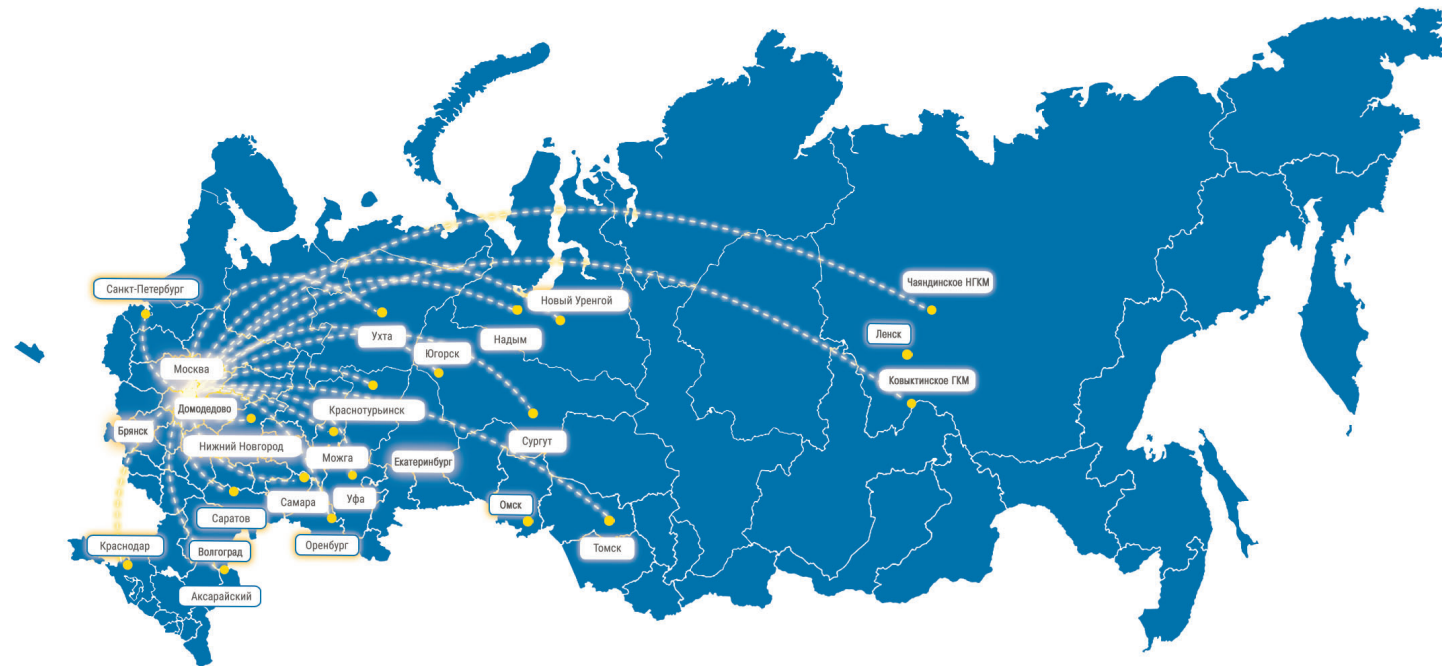 Чаяндинское НГКМ
Санкт-Петербург
Новый Уренгой
Ухта
Надым
Ленск
Югорск
Москва
Ковыктинское ГКМ
Домодедово
Краснотурьинск
Брянск
Нижний Новгород
Сургут
Можга
Екатеринбург
Самара
Уфа
Омск
Саратов
Краснодар
Волгоград
Оренбург
Томск
Аксарайский